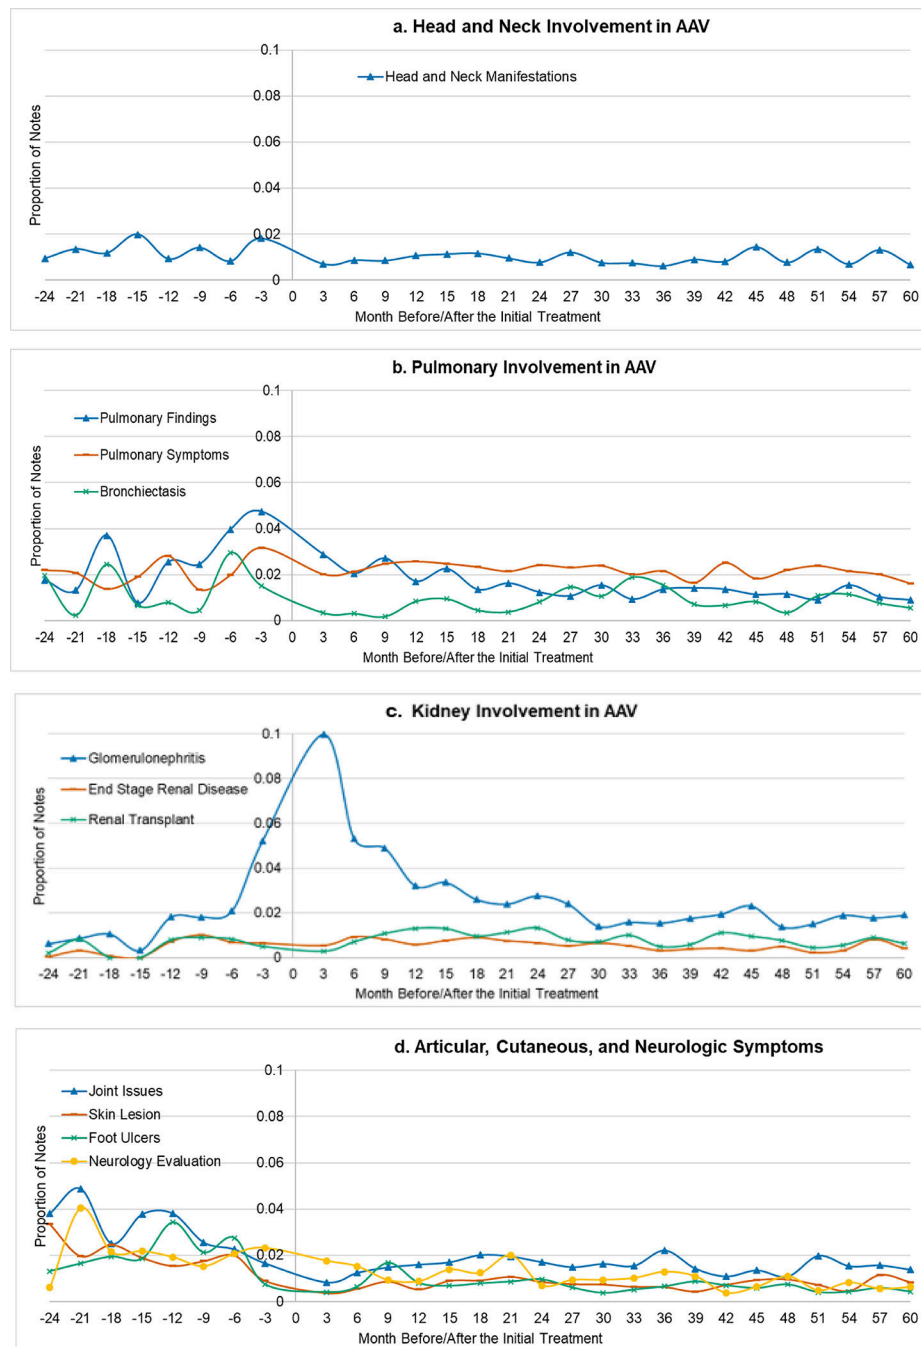 a. Head and Neck Involvement in AAV
0.1
Head and Neck Manifestations
0.08
0.06
Proportion of Notes
0.04
0.02
0
-24 -21 -18 -15 -12 -9 -6 -3 0 3 6 9 12 15 18 21 24 27 30 33 36 39 42 45 48 51 54 57 60
Month Before/After the Initial Treatment
b. Pulmonary Involvement in AAV
0.1
Pulmonary Findings
0.08
Pulmonary Symptoms
0.06
Bronchiectasis
Proportion of Notes
0.04
0.02
0
-24 -21 -18 -15 -12 -9 -6 -3 0 3 6 9 12 15 18 21 24 27 30 33 36 39 42 45 48 51 54 57 60
Month Before/After the Initial Treatment
c. Kidney Involvement in AAV
0.1
Glomerulonephritis
0.08
End Stage Renal Disease
0.06
Renal Transplant
Proportion of Notes
0.04
0.02
0
-24 -21 -18 -15 -12 -9 -6 -3 0 3 6 9 12 15 18 21 24 27 30 33 36 39 42 45 48 51 54 57 60
Month Before/After the Initial Treatment
d. Articular, Cutaneous, and Neurologic Symptoms
0.1
Joint Issues
Skin Lesion
0.08
Foot Ulcers
Neurology Evaluation
0.06
Proportion of Notes
0.04
0.02
0
-24 -21 -18 -15 -12 -9 -6 -3 0 3 6 9 12 15 18 21 24 27 30 33 36 39 42 45 48 51 54 57 60
Month Before/After the Initial Treatment